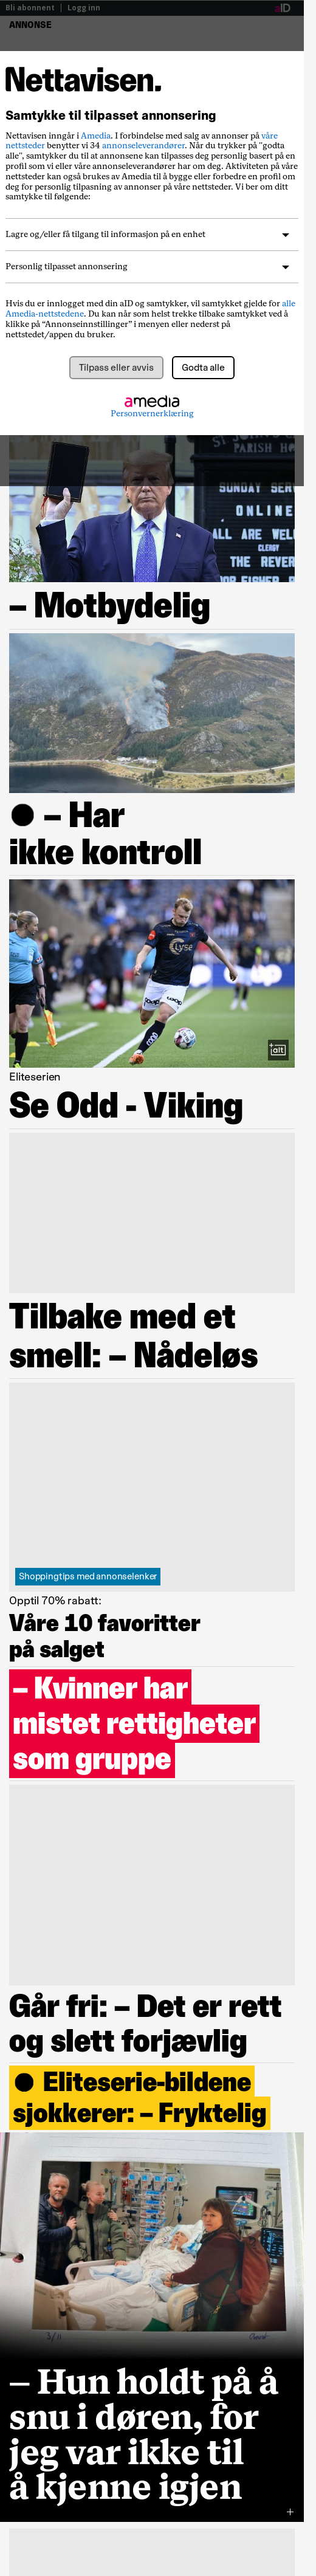 Bli abonnent | Logg inn
aID
ANNONSE
Nettavisen.
Samtykke til tilpasset annonsering
Nettavisen inngår i Amedia. I forbindelse med salg av annonser på våre
nettsteder benytter vi 34 annonseleverandører. Når du trykker på "godta
alle", samtykker du til at annonsene kan tilpasses deg personlig basert på en
profil som vi eller våre annonseleverandører har om deg. Aktiviteten på våre
nettsteder kan også brukes av Amedia til å bygge eller forbedre en profil om
deg for personlig tilpasning av annonser på våre nettsteder. Vi ber om ditt
samtykke til følgende:
Lagre og/eller få tilgang til informasjon på en enhet
Personlig tilpasset annonsering
Hvis du er innlogget med din aID og samtykker, vil samtykket gjelde for alle
Amedia-nettstedene. Du kan når som helst trekke tilbake samtykket ved å
klikke på “Annonseinnstillinger” i menyen eller nederst på
nettstedet/appen du bruker.
Tilpass eller avvis
Godta alle
amedia
Personvernerklæring
PARISH HO
SUNDAY SER
ONLINE
ALL ARE WELC
CLERGY
THE REVER
– Motbydelig
– Har
ikke kontroll
Lyse
coop
+alt
Eliteserien
Se Odd - Viking
Tilbake med et
smell: – Nådeløs
Shoppingtips med annonselenker
Opptil 70% rabatt:
Våre 10 favoritter
på salget
– Kvinner har
mistet rettigheter
som gruppe
Går fri: – Det er rett
og slett forjævlig
Eliteserie-bildene
sjokkerer: – Fryktelig
– Hun holdt på å
snu i døren, for
jeg var ikke til
å kjenne igjen
+